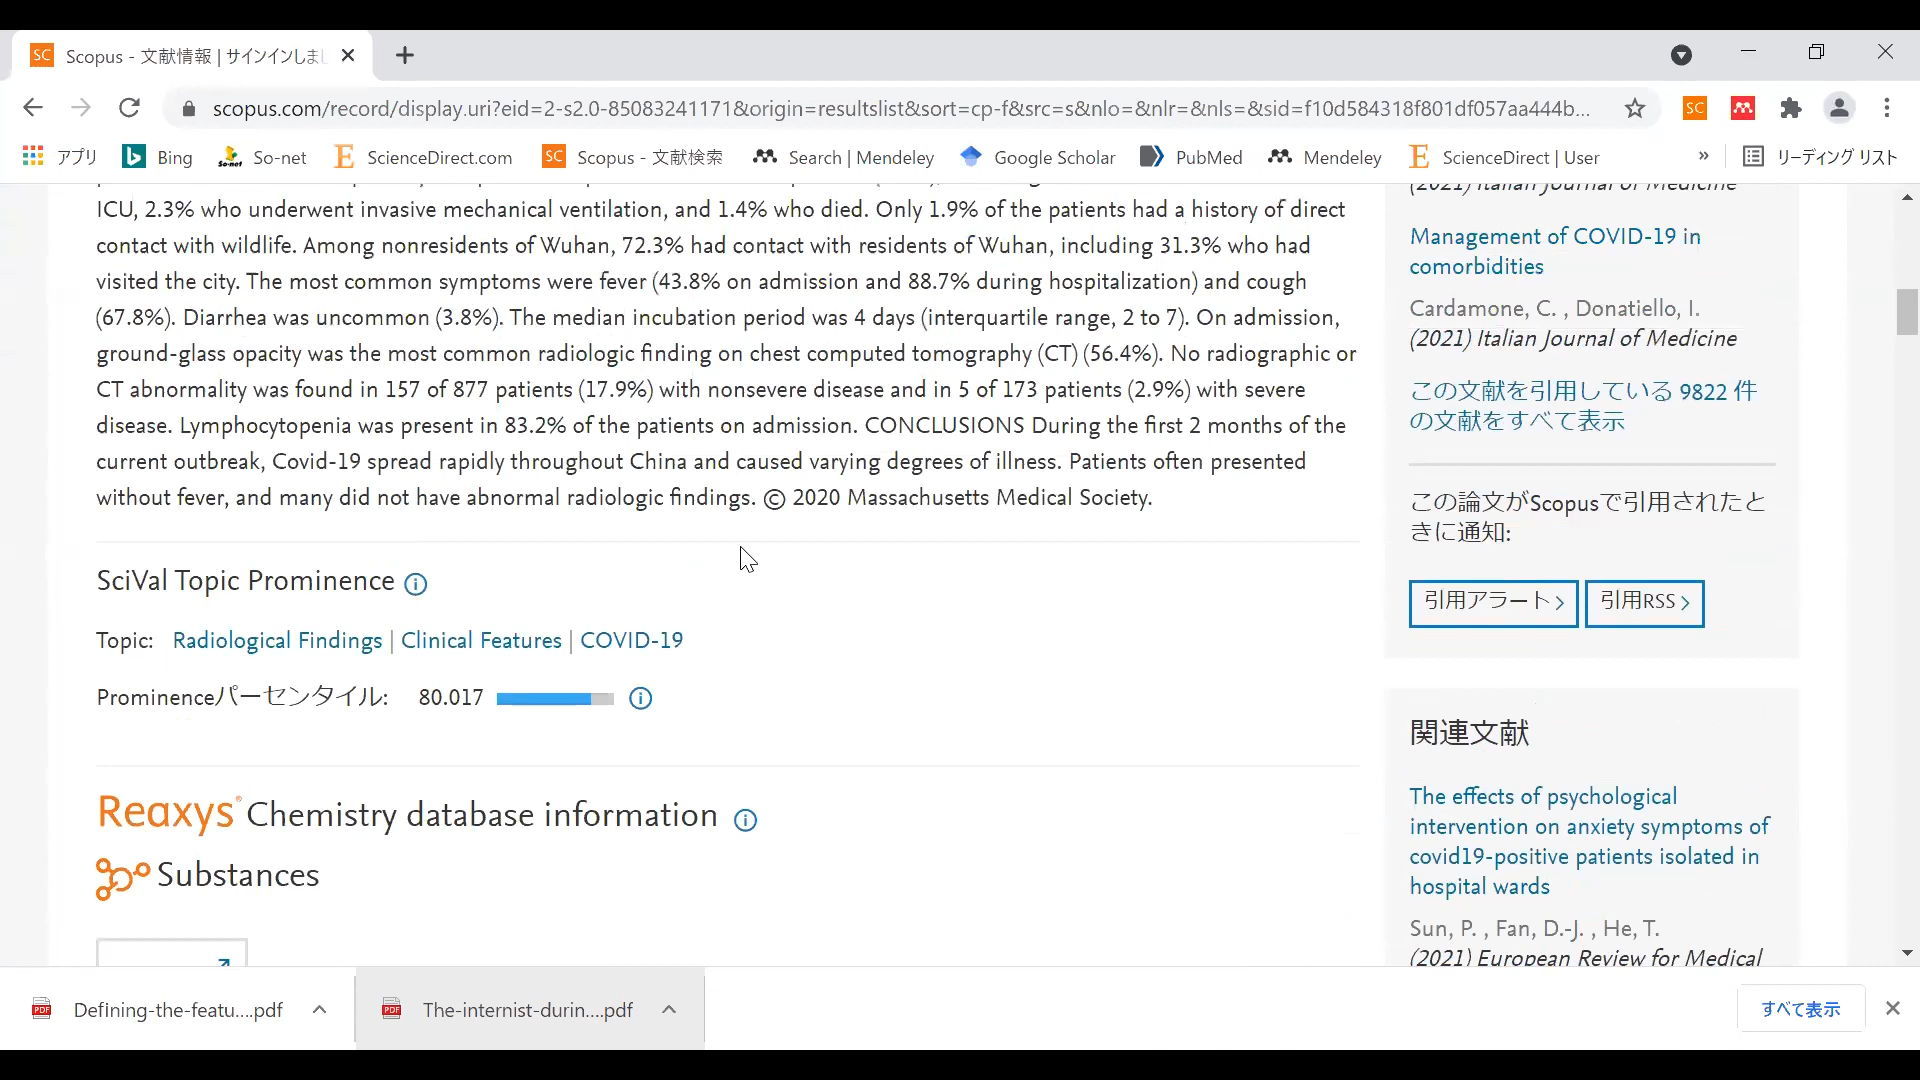 SC Scopus - 文献情報 | サインインしまし
scopus.com/record/display.uri?eid=2-s2.0-85083241171&origin=resultslist&sort=cp-f&src=s&nlo=&nlr=&nls=&sid=f10d584318f801df057aa444b...
SC
アプリ Bing So-net ScienceDirect.com SC Scopus - 文献検索 Search | Mendeley Google Scholar PubMed Mendeley ScienceDirect | User » リーディング リスト
ICU, 2.3% who underwent invasive mechanical ventilation, and 1.4% who died. Only 1.9% of the patients had a history of direct
contact with wildlife. Among nonresidents of Wuhan, 72.3% had contact with residents of Wuhan, including 31.3% who had
visited the city. The most common symptoms were fever (43.8% on admission and 88.7% during hospitalization) and cough
(67.8%). Diarrhea was uncommon (3.8%). The median incubation period was 4 days (interquartile range, 2 to 7). On admission,
ground-glass opacity was the most common radiologic finding on chest computed tomography (CT) (56.4%). No radiographic or
CT abnormality was found in 157 of 877 patients (17.9%) with nonsevere disease and in 5 of 173 patients (2.9%) with severe
disease. Lymphocytopenia was present in 83.2% of the patients on admission. CONCLUSIONS During the first 2 months of the
current outbreak, Covid-19 spread rapidly throughout China and caused varying degrees of illness. Patients often presented
without fever, and many did not have abnormal radiologic findings. © 2020 Massachusetts Medical Society.
SciVal Topic Prominence
Topic: Radiological Findings | Clinical Features | COVID-19
Prominenceパーセンタイル: 80.017
Reaxys® Chemistry database information
Substances
(2021) Italian Journal of Medicine
Management of COVID-19 in
comorbidities
Cardamone, C. , Donatiello, I.
(2021) Italian Journal of Medicine
この文献を引用している 9822 件
の文献をすべて表示
この論文がScopusで引用されたと
きに通知:
引用アラート 引用RSS
関連文献
The effects of psychological
intervention on anxiety symptoms of
covid19-positive patients isolated in
hospital wards
Sun, P. , Fan, D.-J. , He, T.
(2021) European Review for Medical
PDF Defining-the-featu....pdf PDF The-internist-durin....pdf すべて表示